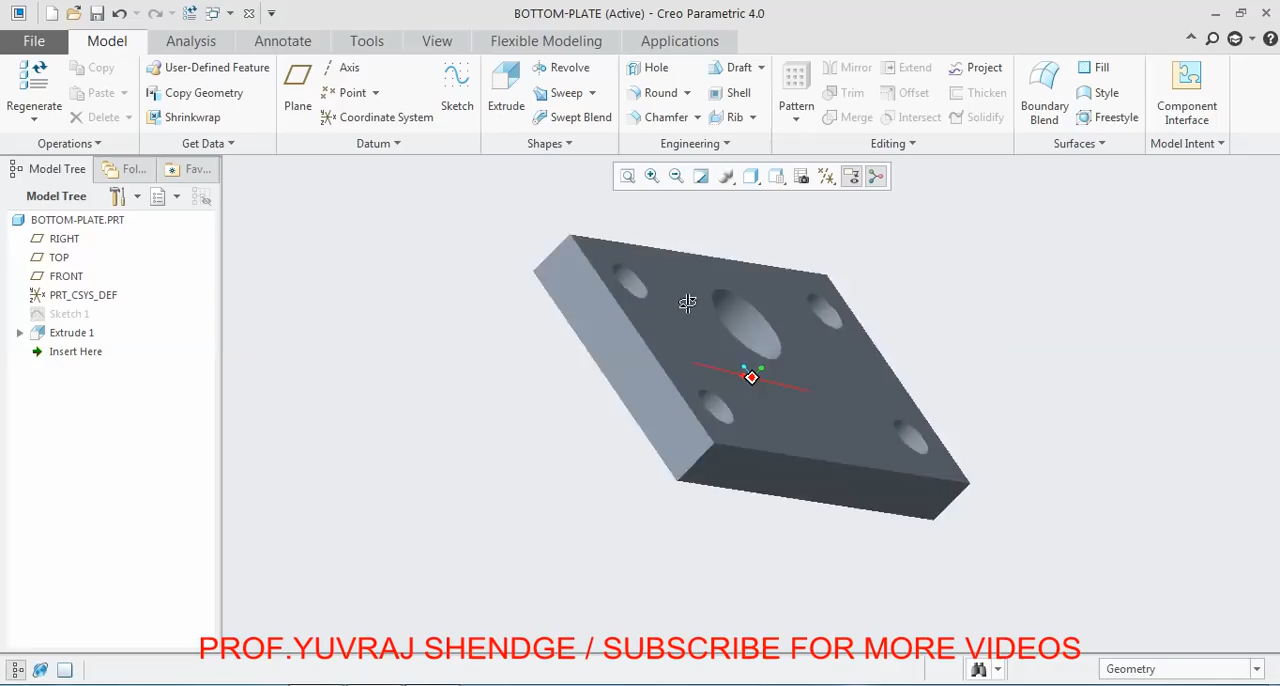 BOTTOM-PLATE (Active) - Creo Parametric 4.0
File Model Analysis Annotate Tools View Flexible Modeling Applications
Regenerate Copy Paste Delete
User-Defined Feature Copy Geometry Shrinkwrap
Plane Axis Point Coordinate System Sketch
Extrude Revolve Sweep Swept Blend
Hole Round Chamfer Draft Shell Rib
Pattern Mirror Trim Merge Extend Offset Intersect Project Thicken Solidify
Boundary Blend Fill Style Freestyle
Component Interface
Operations Get Data Datum Shapes Engineering Editing Surfaces Model Intent
Model Tree Fol... Fav...
Model Tree
BOTTOM-PLATE.PRT
RIGHT
TOP
FRONT
PRT_CSYS_DEF
Sketch 1
Extrude 1
Insert Here
PROF.YUVRAJ SHENDGE / SUBSCRIBE FOR MORE VIDEOS
Geometry